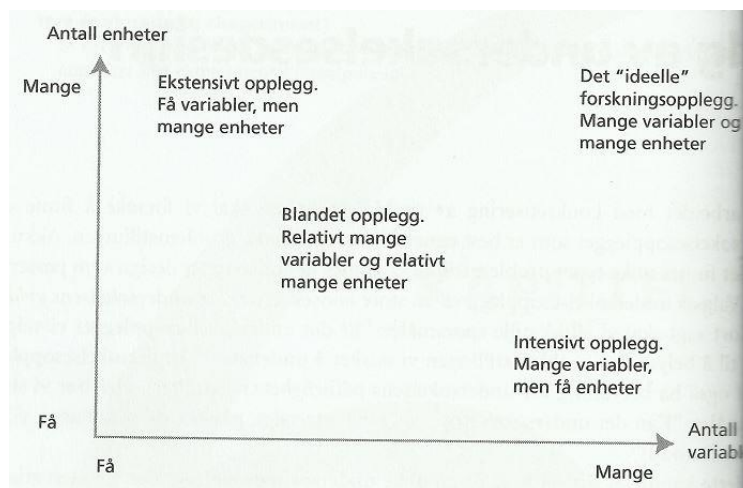 Antall enheter
Mange
Ekstensivt opplegg.
Få variabler, men
mange enheter
Det "ideelle"
forskningsopplegg.
Mange variabler og
mange enheter
Blandet opplegg.
Relativt mange
variabler og relativt
mange enheter
Intensivt opplegg.
Mange variabler,
men få enheter
Få
Få
Mange
Antall
variabl